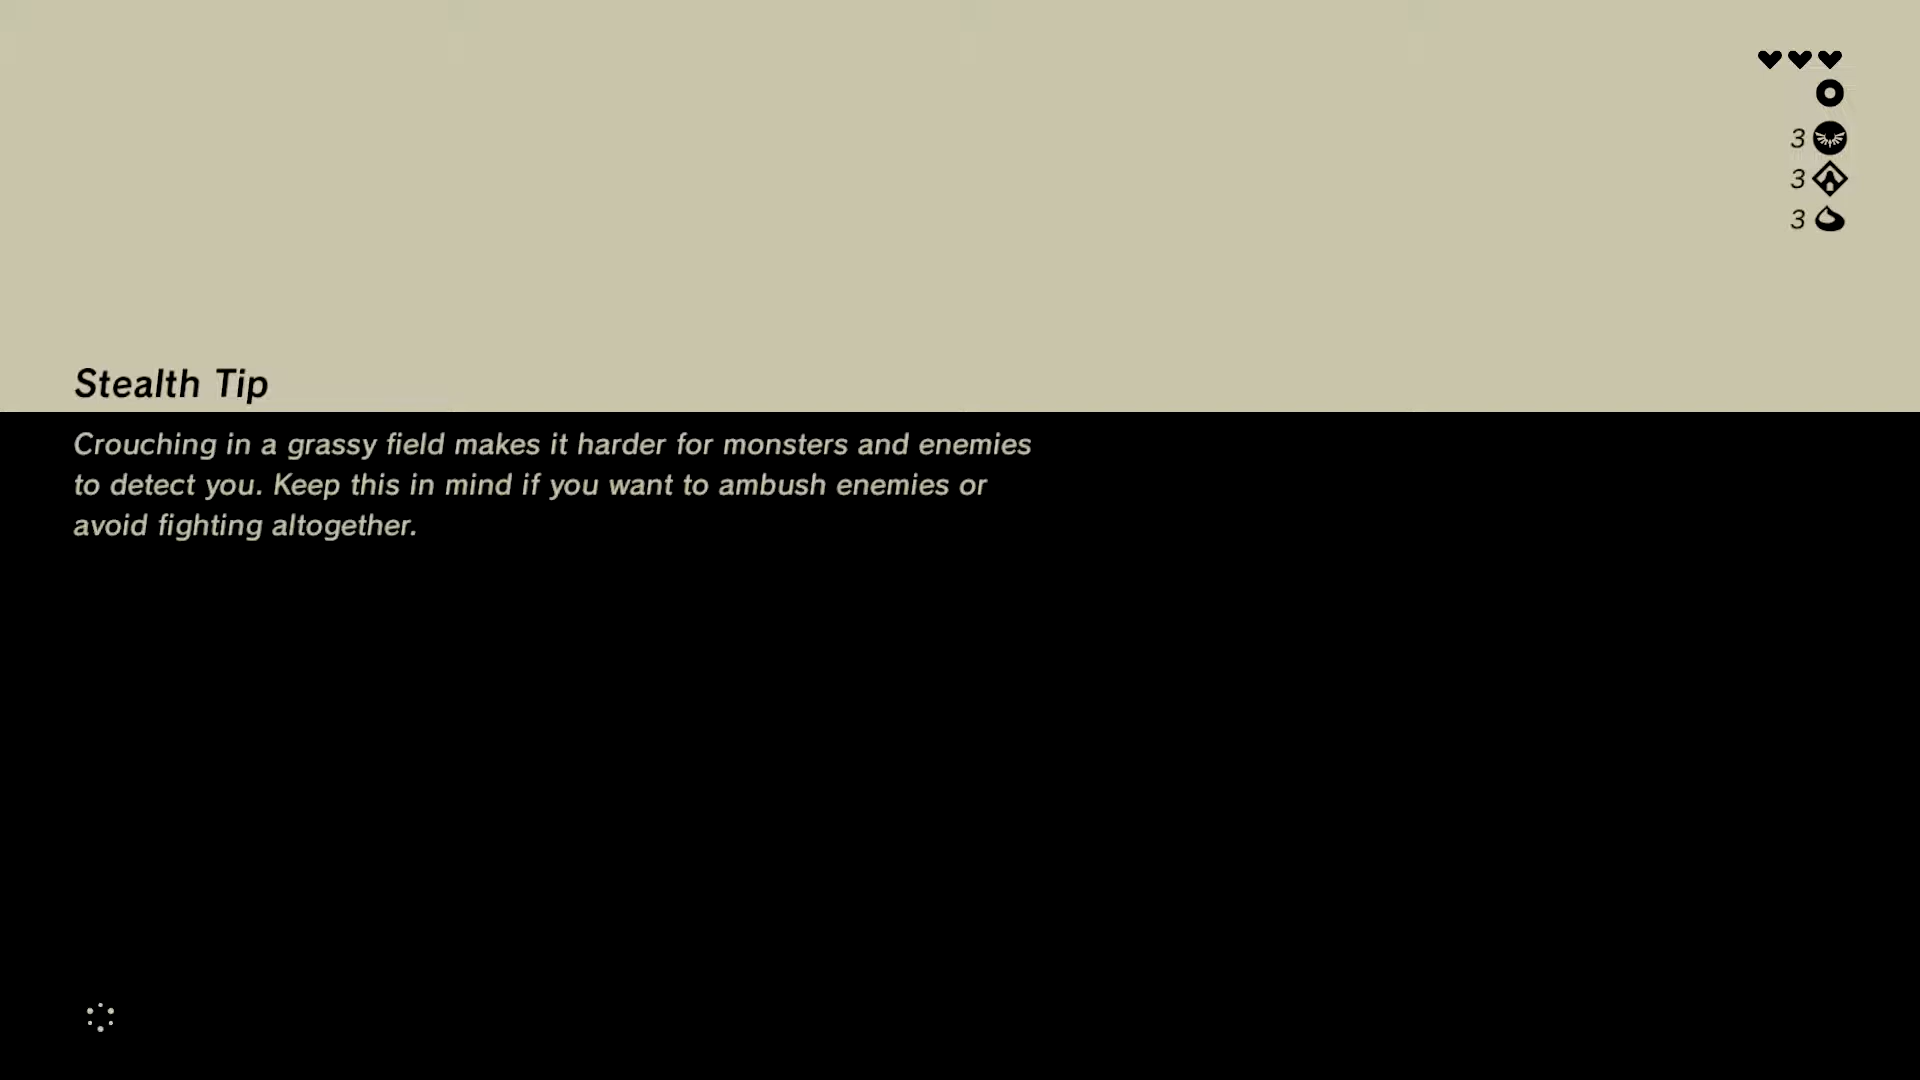 3
3
3
Stealth Tip
Crouching in a grassy field makes it harder for monsters and enemies
to detect you. Keep this in mind if you want to ambush enemies or
avoid fighting altogether.